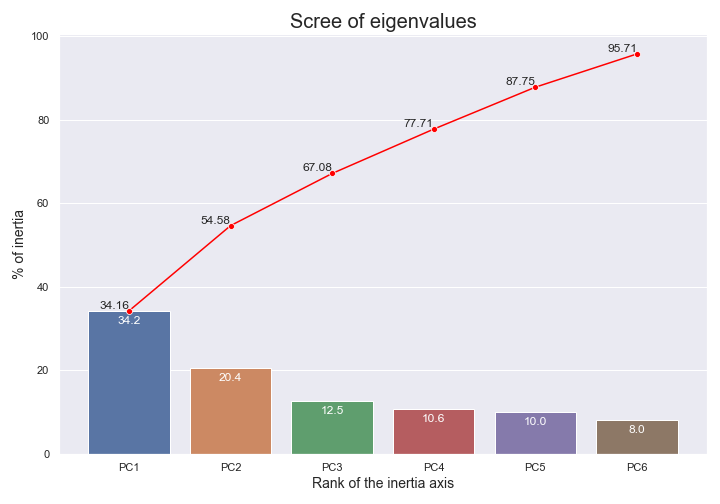 Scree of eigenvalues
100
80
60
40
20
0
% of inertia
34.16
54.58
67.08
77.71
87.75
95.71
34.2
20.4
12.5
10.6
10.0
8.0
PC1
PC2
PC3
PC4
PC5
PC6
Rank of the inertia axis